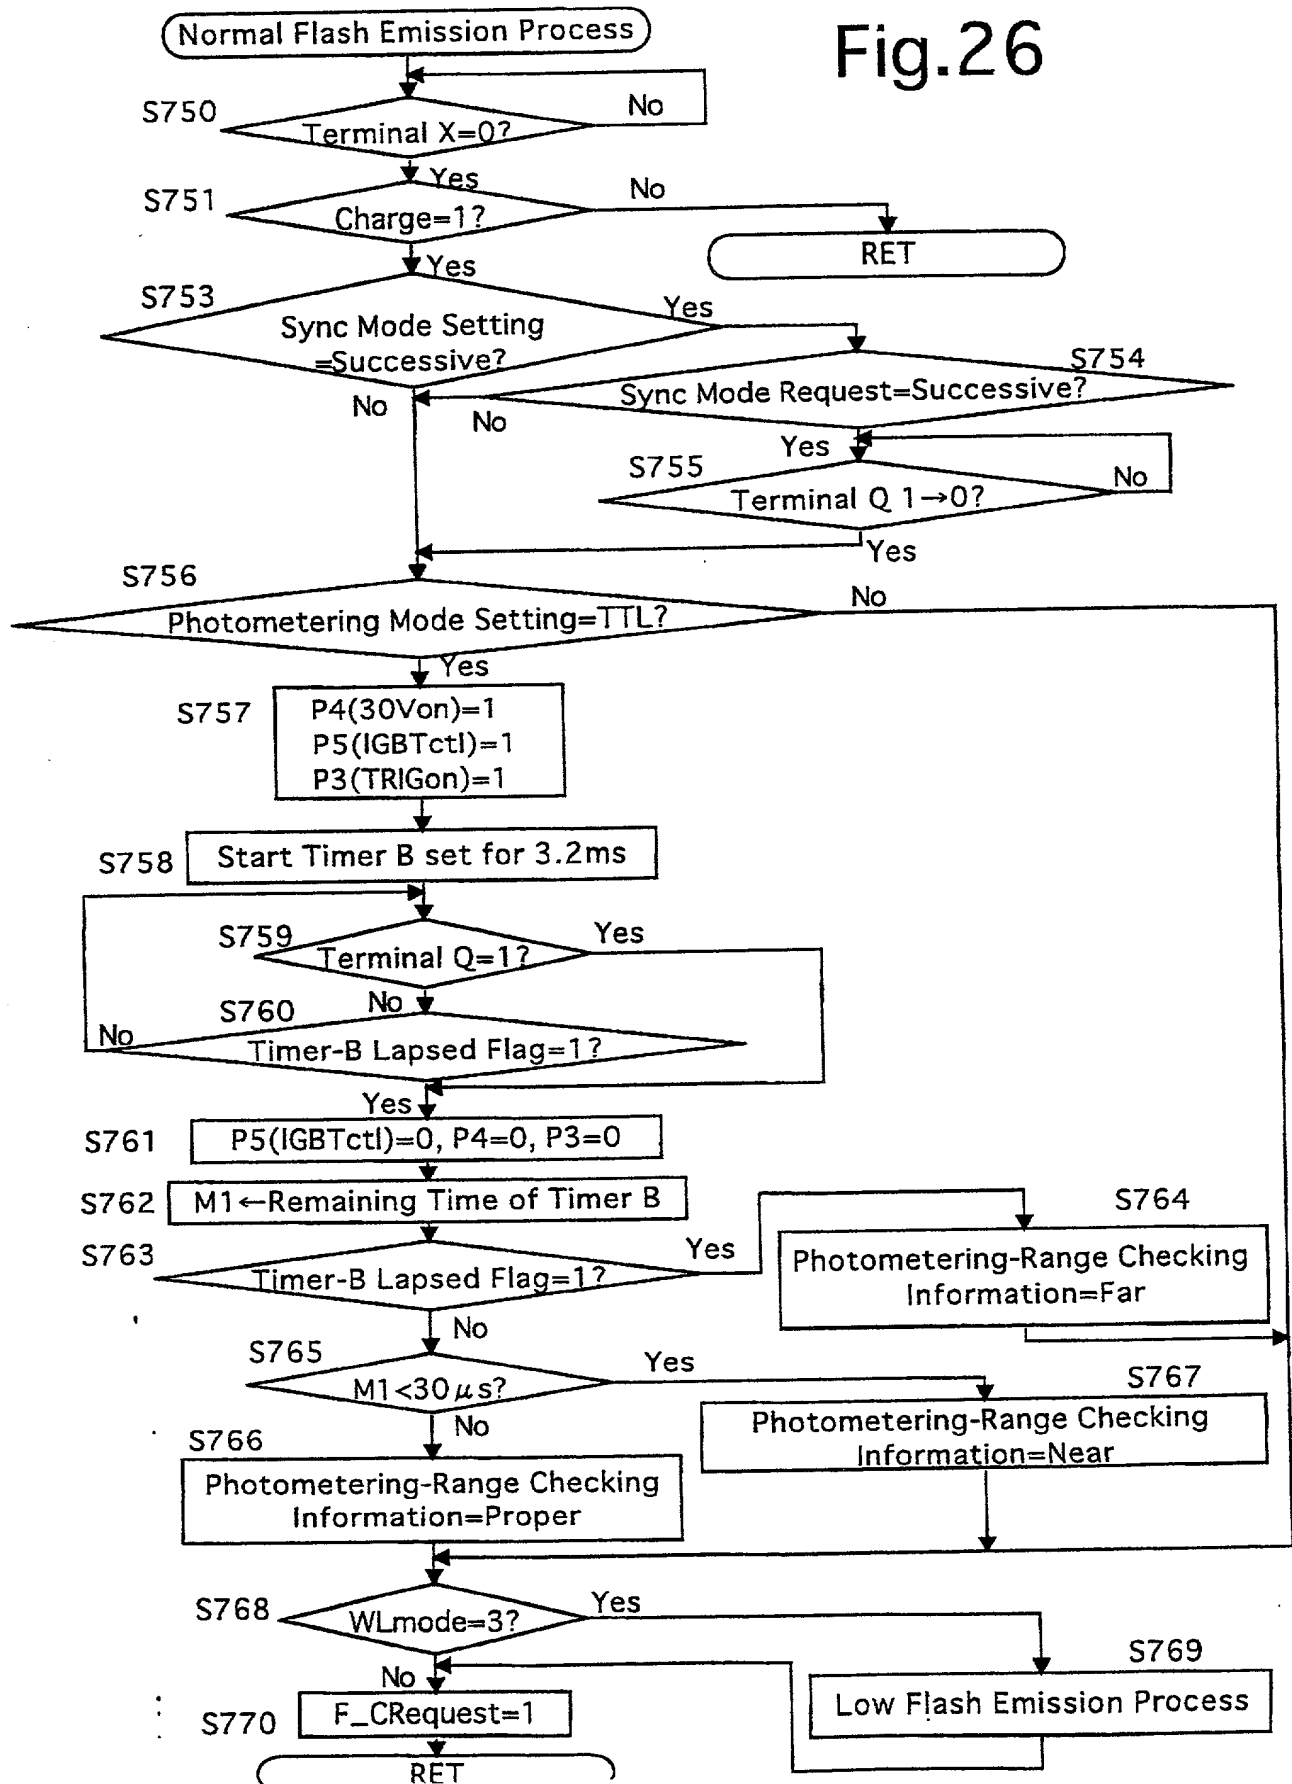 Normal Flash Emission Process
Fig.26
S750
Terminal X=0?
No
Yes
S751
Charge=1?
No
RET
Yes
S753
Sync Mode Setting
=Successive?
Yes
S754
Sync Mode Request=Successive?
No
No
Yes
S755
Terminal Q 1→0?
No
Yes
S756
Photometering Mode Setting=TTL?
No
Yes
S757
P4(30Von)=1
P5(IGBTctl)=1
P3(TRIGon)=1
S758
Start Timer B set for 3.2ms
S759
Terminal Q=1?
Yes
No
S760
Timer-B Lapsed Flag=1?
No
Yes
S761
P5(IGBTctl)=0, P4=0, P3=0
S762
M1←Remaining Time of Timer B
S763
Timer-B Lapsed Flag=1?
Yes
S764
Photometering-Range Checking
Information=Far
No
S765
M1<30μs?
Yes
S767
Photometering-Range Checking
Information=Near
No
S766
Photometering-Range Checking
Information=Proper
S768
WLmode=3?
Yes
S769
Low Flash Emission Process
No
S770
F_CRequest=1
RET